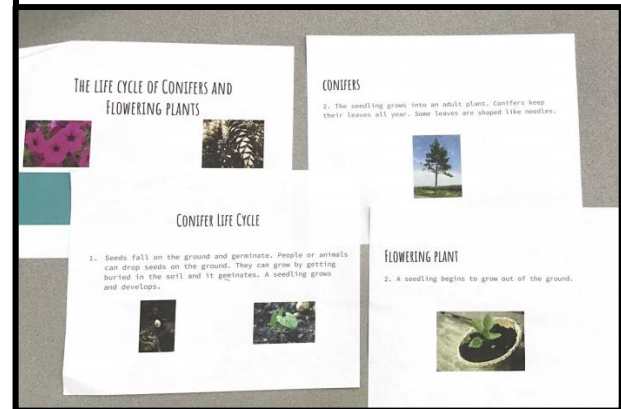 THE LIFE CYCLE OF CONIFERS AND
FLOWERING PLANTS
CONIFERS
2. The seedling grows into an adult plant. Conifers keep
their leaves all year. Some leaves are shaped like needles.
CONIFER LIFE CYCLE
1. Seeds fall on the ground and germinate. People or animals
can drop seeds on the ground. They can grow by getting
buried in the soil and it geminates. A seedling grows
and develops.
FLOWERING PLANT
2. A seedling begins to grow out of the ground.